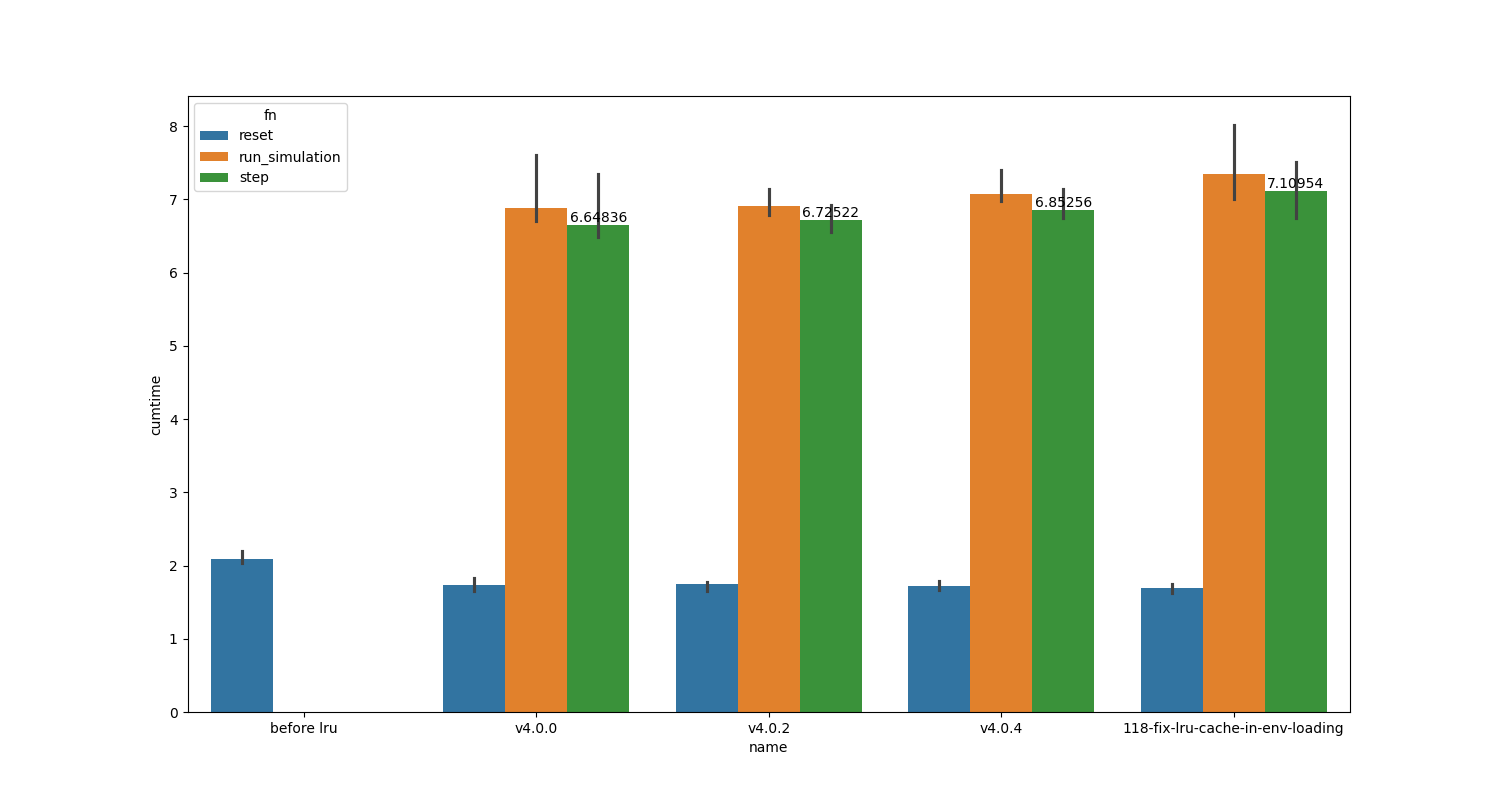 fn
reset
run_simulation
step
8
7
6
5
4
3
2
1
0
cumtime
6.64836
6.72522
6.85256
7.10954
before lru
v4.0.0
v4.0.2
v4.0.4
118-fix-lru-cache-in-env-loading
name